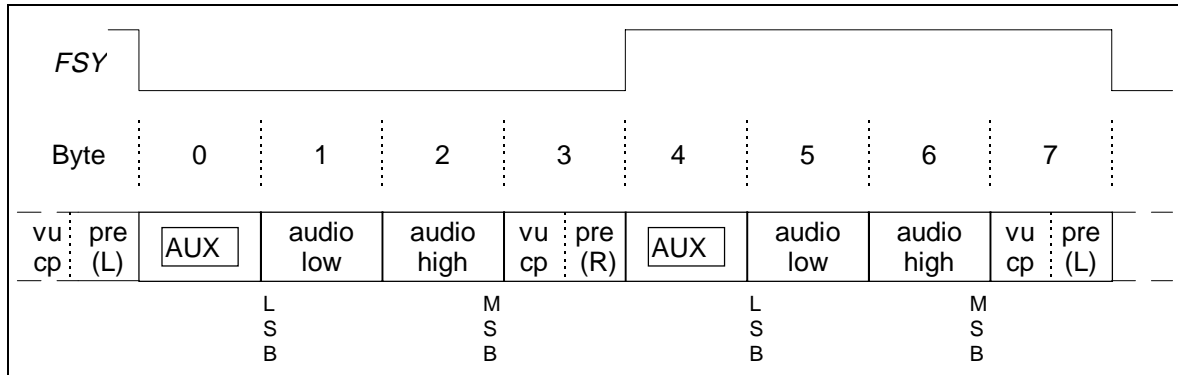 FSY
Byte 0 1 2 3 4 5 6 7
vu pre AUX audio audio vu pre AUX audio audio vu pre
cp (L) low high cp (R) low high cp (L)
L M L M
S S S S
B B B B